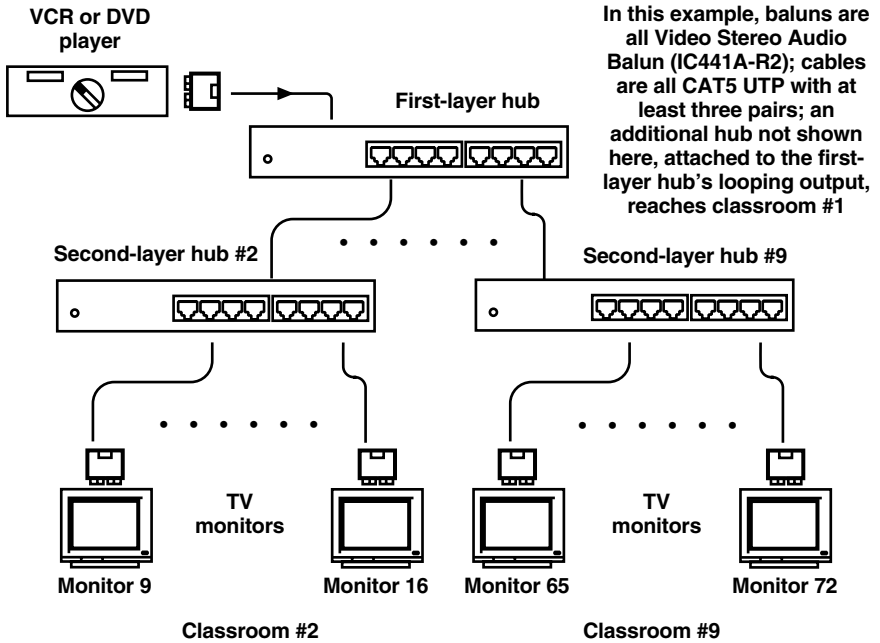 VCR or DVD
player
In this example, baluns are
all Video Stereo Audio
Balun (IC441A-R2); cables
are all CAT5 UTP with at
least three pairs; an
additional hub not shown
here, attached to the first-
layer hub's looping output,
reaches classroom #1
First-layer hub
Second-layer hub #2
Second-layer hub #9
TV
monitors
TV
monitors
Monitor 9
Monitor 16
Monitor 65
Monitor 72
Classroom #2
Classroom #9